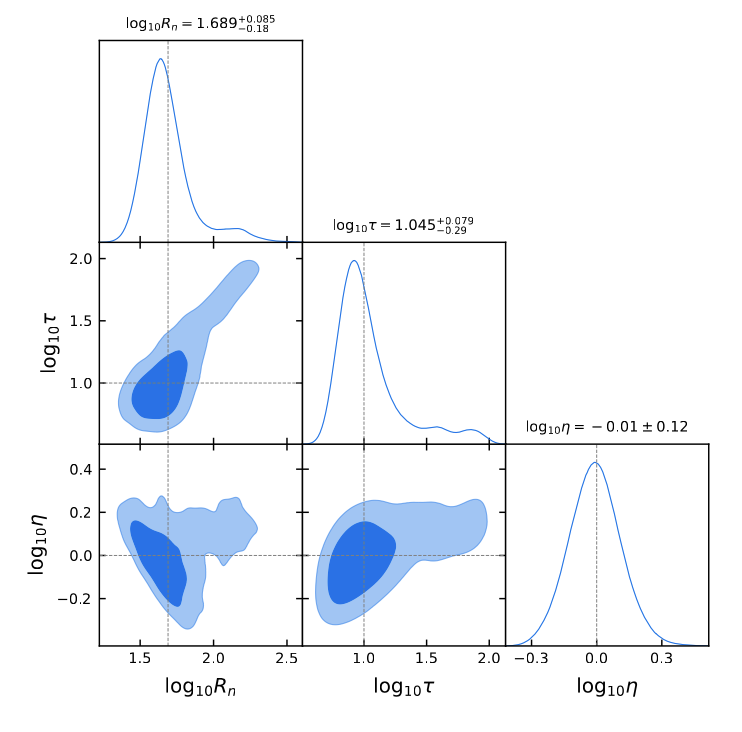 log₁₀Rₙ = 1.689⁺⁰·⁰⁸⁵₋₀.₁₈
log₁₀τ = 1.045⁺⁰·⁰⁷⁹₋₀.₂₉
2.0
1.5
1.0
log₁₀τ
log₁₀η = −0.01 ± 0.12
0.4
0.2
0.0
−0.2
log₁₀η
1.5 2.0 2.5 1.0 1.5 2.0 −0.3 0.0 0.3
log₁₀Rₙ log₁₀τ log₁₀η